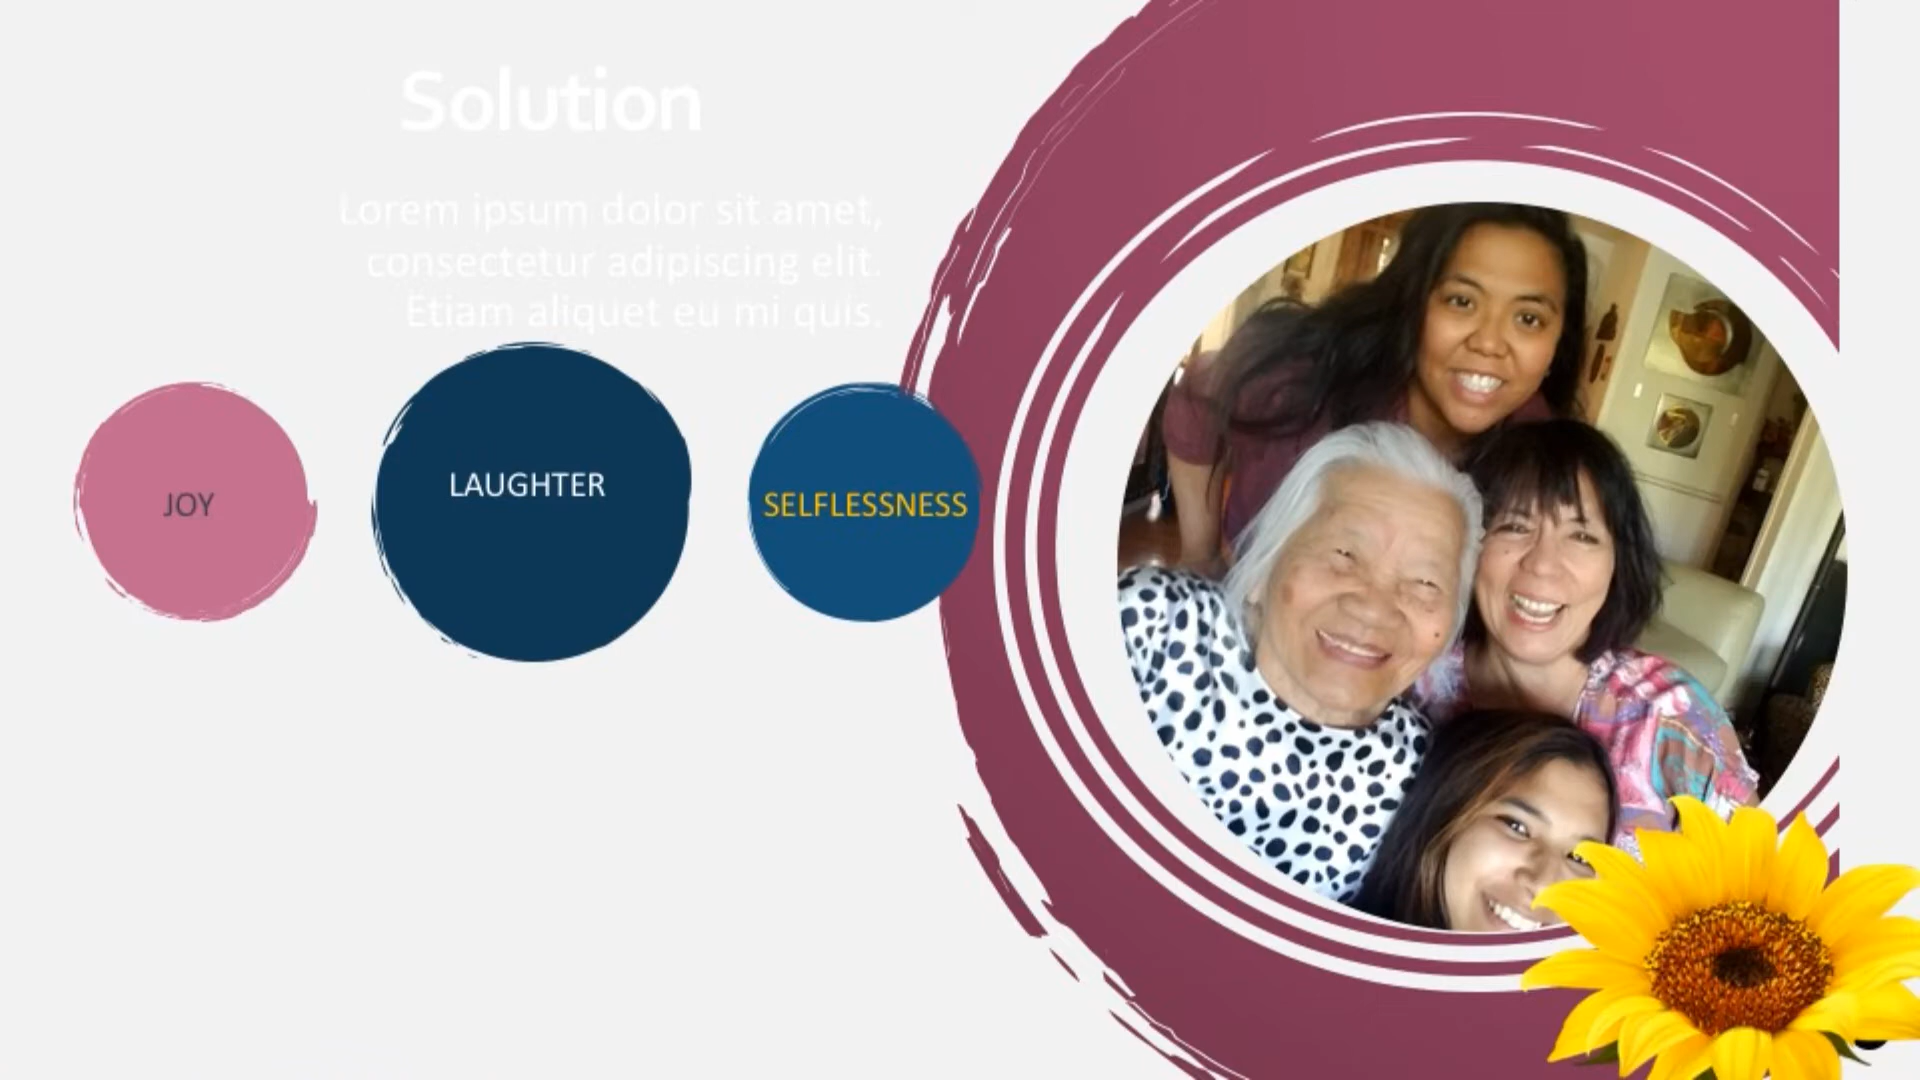 Solution
Lorem ipsum dolor sit amet,
consectetur adipiscing elit.
Etiam aliquet eu mi quis.
JOY
LAUGHTER
SELFLESSNESS